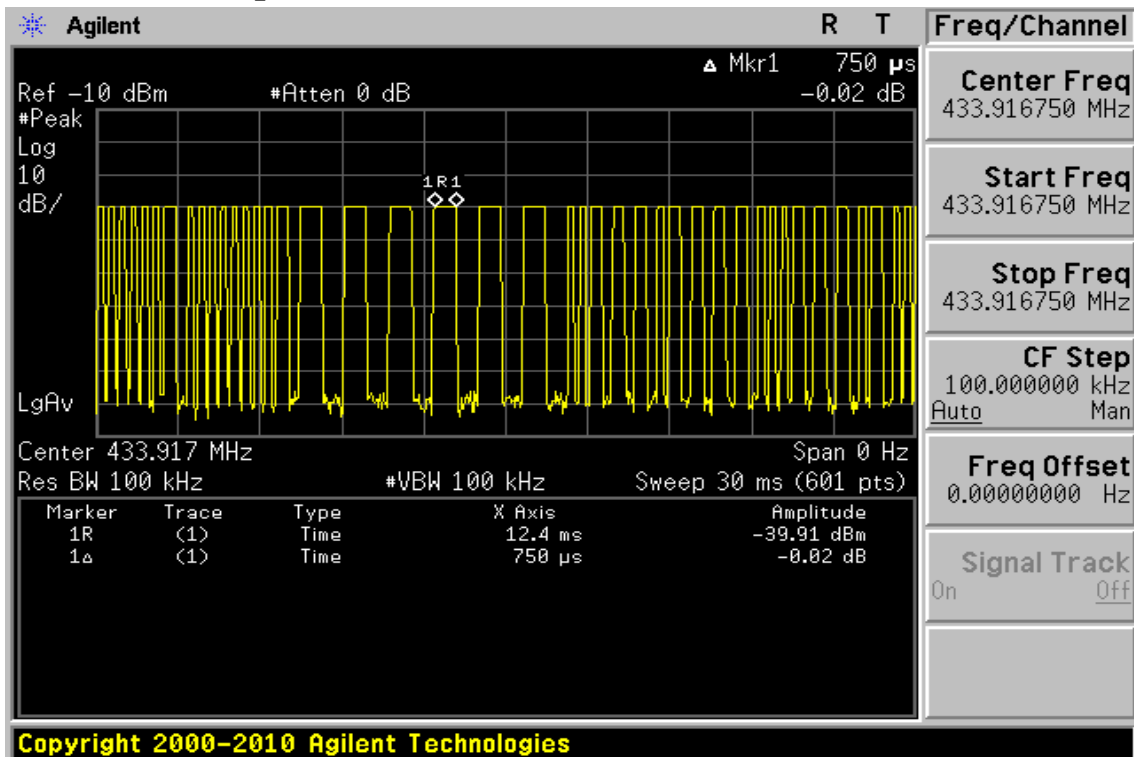 Agilent R T
Δ Mkr1 750 µs
Ref -10 dBm #Atten 0 dB -0.02 dB
#Peak
Log
10
dB/
1R1
LgAv
Center 433.917 MHz Span 0 Hz
Res BW 100 kHz #VBW 100 kHz Sweep 30 ms (601 pts)
Marker Trace Type X Axis Amplitude
1R (1) Time 12.4 ms -39.91 dBm
1Δ (1) Time 750 µs -0.02 dB
Freq/Channel
Center Freq
433.916750 MHz
Start Freq
433.916750 MHz
Stop Freq
433.916750 MHz
CF Step
100.000000 kHz
Auto Man
Freq Offset
0.00000000 Hz
Signal Track
On Off
Copyright 2000-2010 Agilent Technologies